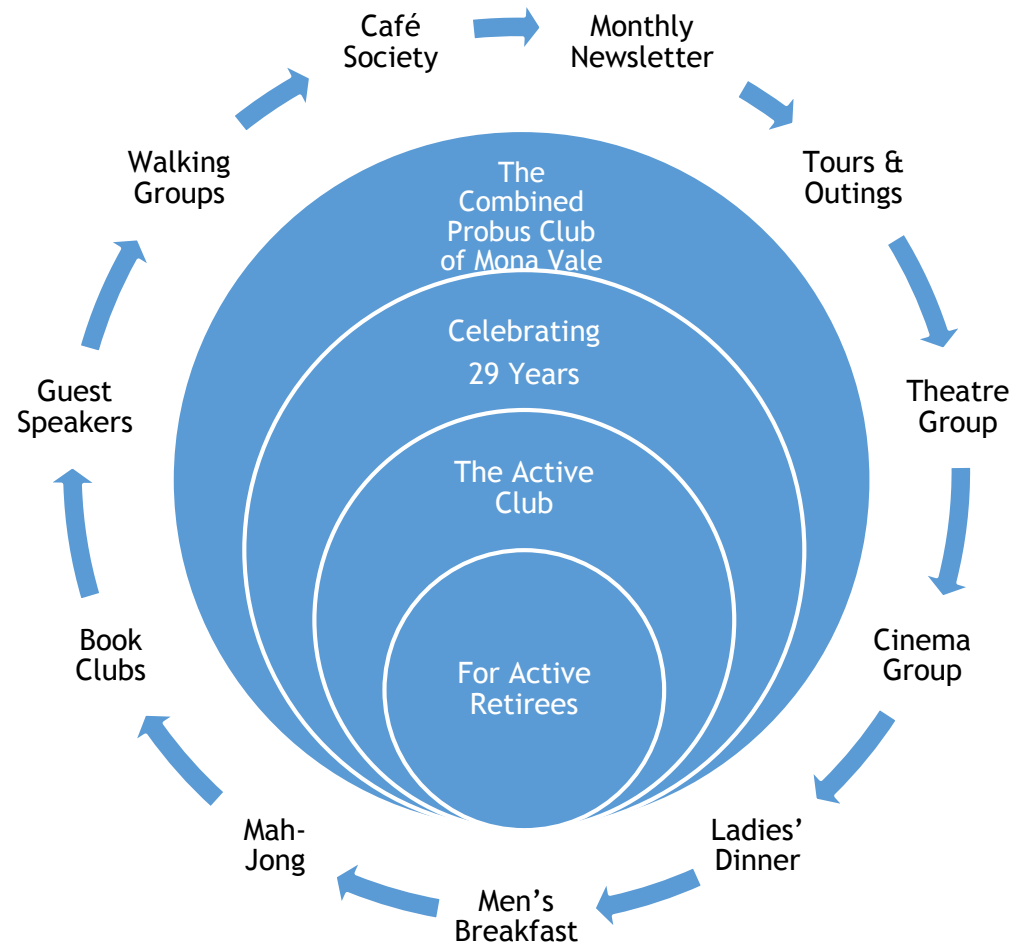 Café
Society
Monthly
Newsletter
Tours &
Outings
Theatre
Group
Cinema
Group
Ladies’
Dinner
Men’s
Breakfast
Mah-
Jong
Book
Clubs
Guest
Speakers
Walking
Groups
The
Combined
Probus Club
of Mona Vale
Celebrating
29 Years
The Active
Club
For Active
Retirees